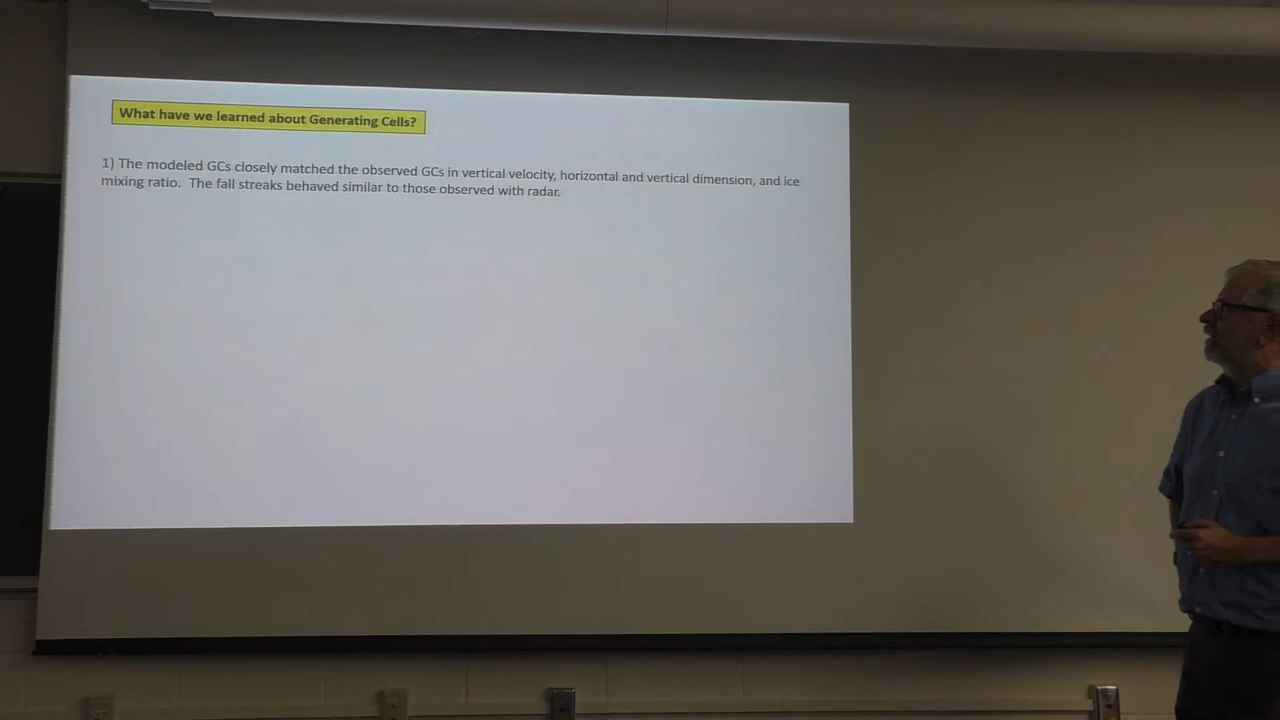 What have we learned about Generating Cells?
1) The modeled GCs closely matched the observed GCs in vertical velocity, horizontal and vertical dimension, and ice
mixing ratio. The fall streaks behaved similar to those observed with radar.